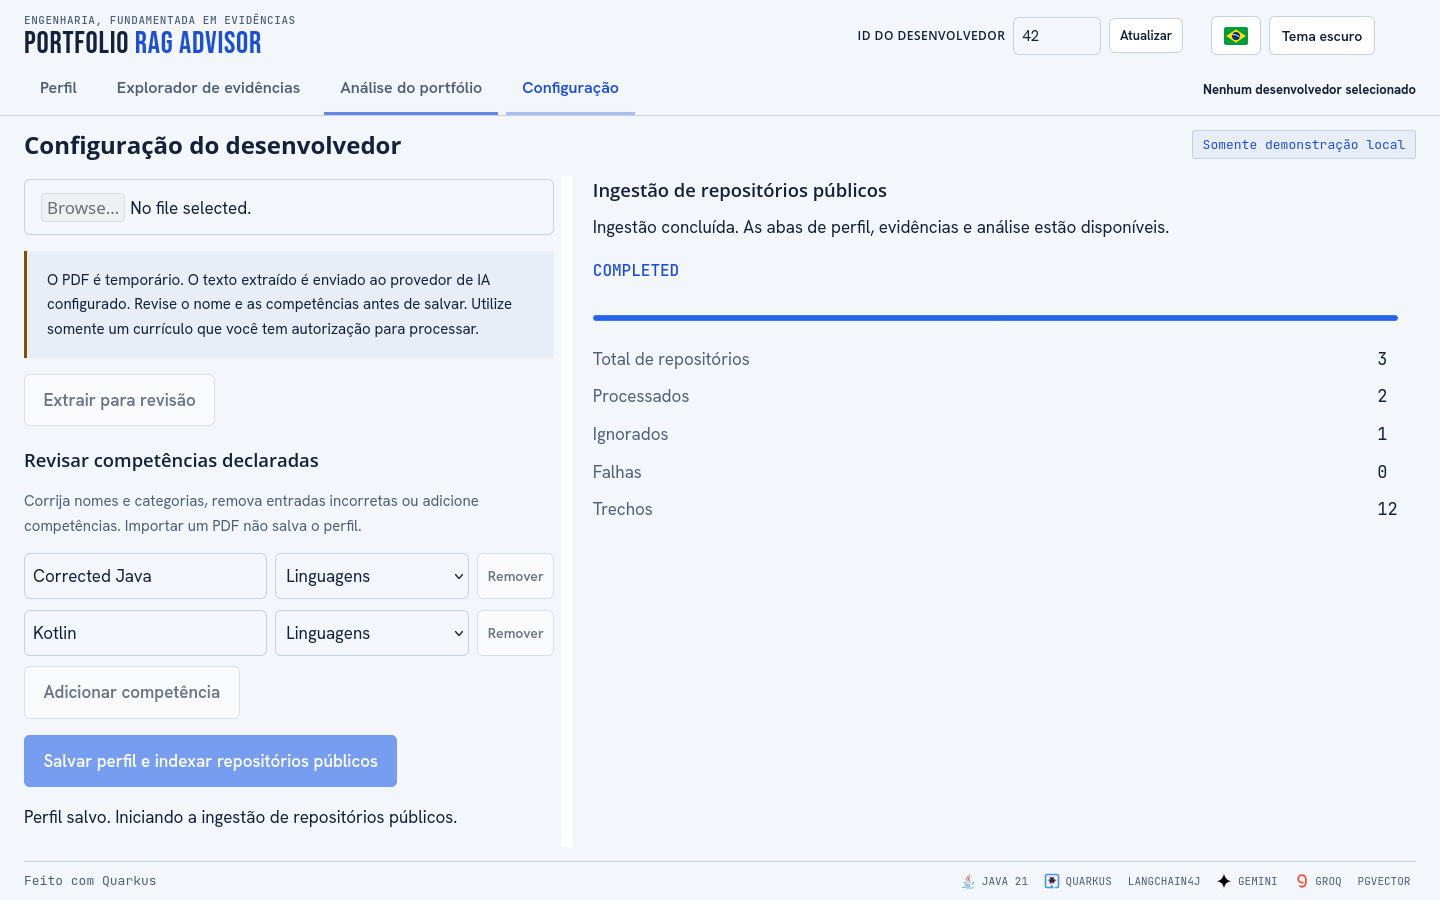 ENGENHARIA, FUNDAMENTADA EM EVIDÊNCIAS
PORTFOLIO RAG ADVISOR
ID DO DESENVOLVEDOR
42
Atualizar
Tema escuro
Perfil
Explorador de evidências
Análise do portfólio
Configuração
Nenhum desenvolvedor selecionado
Configuração do desenvolvedor
Somente demonstração local
Browse... No file selected.
O PDF é temporário. O texto extraído é enviado ao provedor de IA
configurado. Revise o nome e as competências antes de salvar. Utilize
somente um currículo que você tem autorização para processar.
Extrair para revisão
Revisar competências declaradas
Corrija nomes e categorias, remova entradas incorretas ou adicione
competências. Importar um PDF não salva o perfil.
Corrected Java
Linguagens
Remover
Kotlin
Linguagens
Remover
Adicionar competência
Salvar perfil e indexar repositórios públicos
Perfil salvo. Iniciando a ingestão de repositórios públicos.
Ingestão de repositórios públicos
Ingestão concluída. As abas de perfil, evidências e análise estão disponíveis.
COMPLETED
Total de repositórios 3
Processados 2
Ignorados 1
Falhas 0
Trechos 12
Feito com Quarkus
JAVA 21
QUARKUS
LANGCHAIN4J
GEMINI
GROQ
PGVECTOR